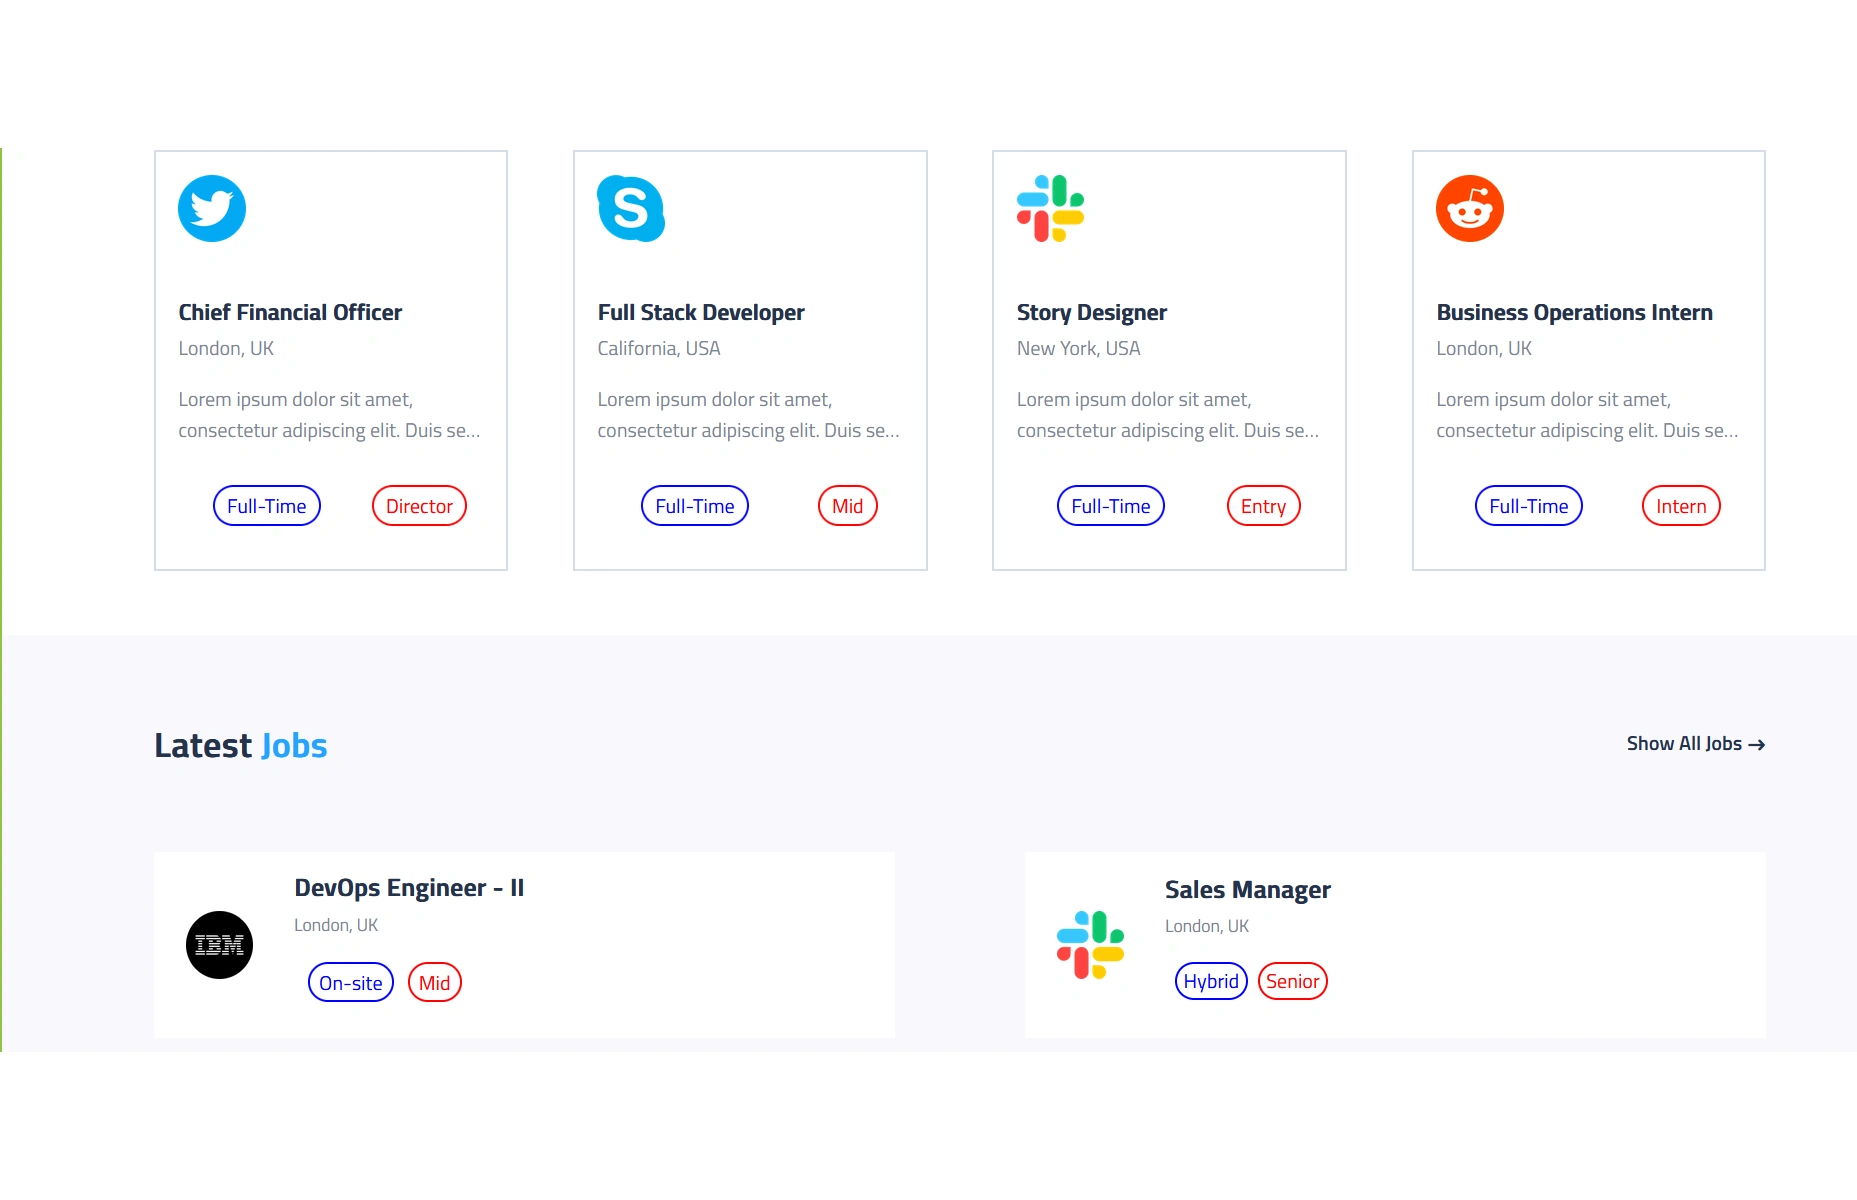 Chief Financial Officer
London, UK
Lorem ipsum dolor sit amet,
consectetur adipiscing elit. Duis se...
Full-Time
Director
S
Full Stack Developer
California, USA
Lorem ipsum dolor sit amet,
consectetur adipiscing elit. Duis se...
Full-Time
Mid
Story Designer
New York, USA
Lorem ipsum dolor sit amet,
consectetur adipiscing elit. Duis se...
Full-Time
Entry
Business Operations Intern
London, UK
Lorem ipsum dolor sit amet,
consectetur adipiscing elit. Duis se...
Full-Time
Intern
Latest Jobs
Show All Jobs →
IBM
DevOps Engineer - II
London, UK
On-site
Mid
Sales Manager
London, UK
Hybrid
Senior